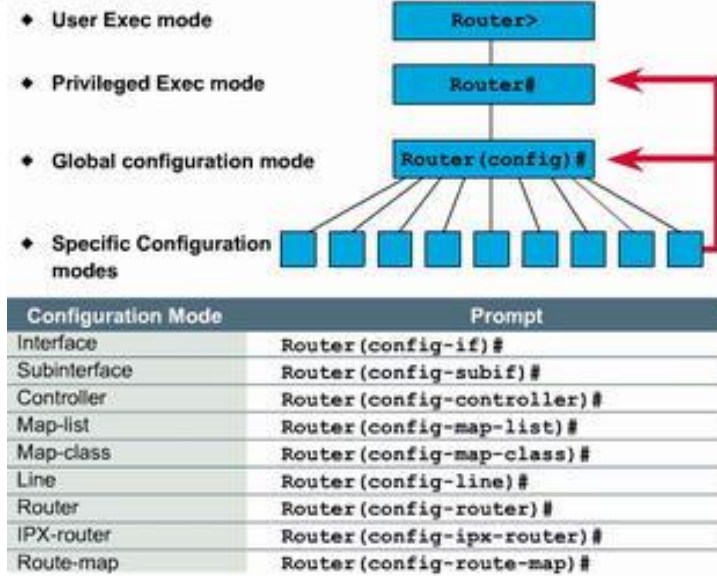 User Exec mode
Router>
Privileged Exec mode
Router#
Global configuration mode
Router(config)#
Specific Configuration
modes
Configuration Mode Prompt
Interface Router(config-if)#
Subinterface Router(config-subif)#
Controller Router(config-controller)#
Map-list Router(config-map-list)#
Map-class Router(config-map-class)#
Line Router(config-line)#
Router Router(config-router)#
IPX-router Router(config-ipx-router)#
Route-map Router(config-route-map)#